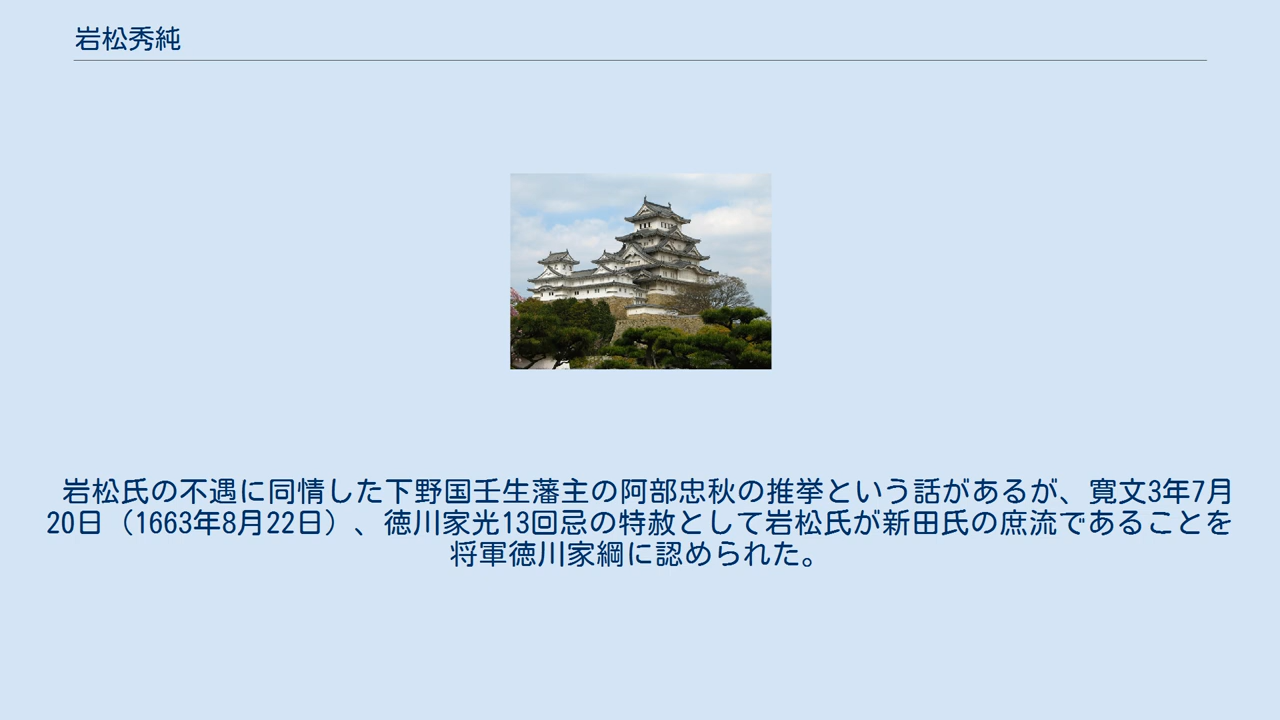 岩松秀純
岩松氏の不遇に同情した下野国壬生藩主の阿部忠秋の推挙という話があるが、寛文3年7月
20日（1663年8月22日）、徳川家光13回忌の特赦として岩松氏が新田氏の庶流であることを
将軍徳川家綱に認められた。